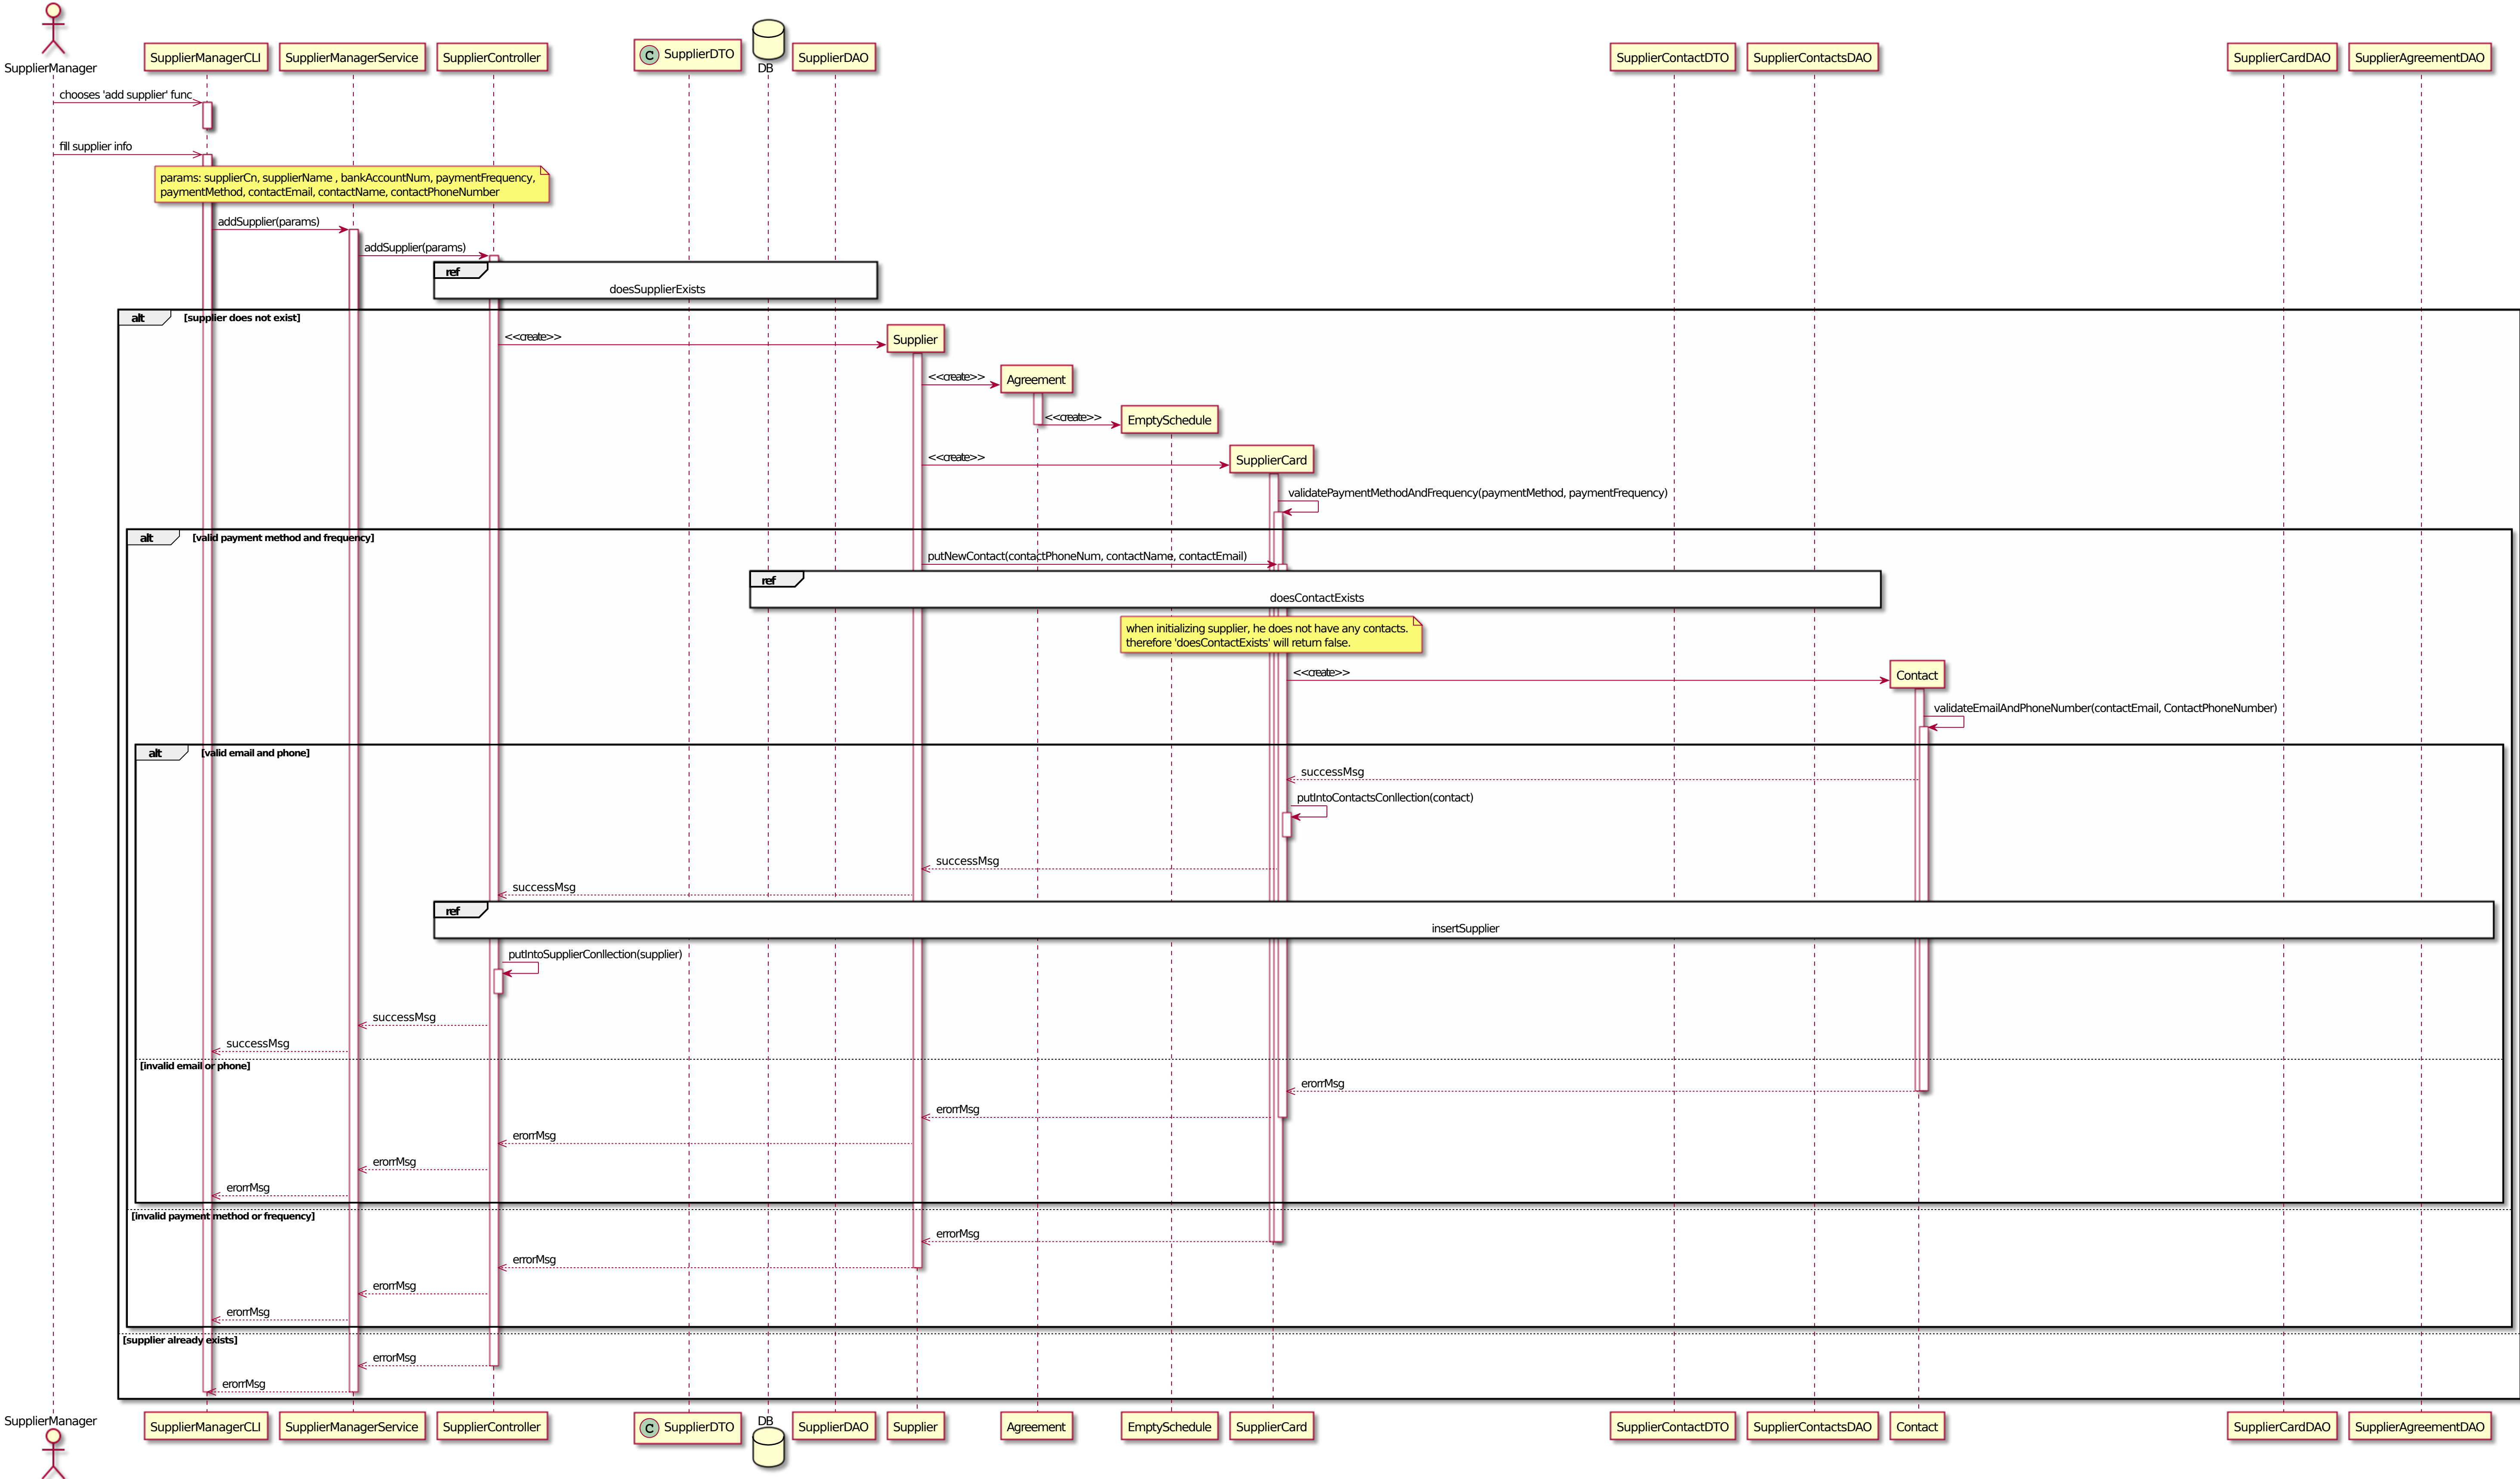 SupplierManager
SupplierManagerCLI
SupplierManagerService
SupplierController
C SupplierDTO
DB
SupplierDAO
SupplierContactDTO
SupplierContactsDAO
SupplierCardDAO
SupplierAgreementDAO
chooses 'add supplier' func
fill supplier info
params: supplierCn, supplierName , bankAccountNum, paymentFrequency,
paymentMethod, contactEmail, contactName, contactPhoneNumber
addSupplier(params)
addSupplier(params)
ref
doesSupplierExists
alt [supplier does not exist]
<<create>>
Supplier
<<create>>
Agreement
<<create>>
EmptySchedule
<<create>>
SupplierCard
validatePaymentMethodAndFrequency(paymentMethod, paymentFrequency)
alt [valid payment method and frequency]
putNewContact(contactPhoneNum, contactName, contactEmail)
ref
doesContactExists
when initializing supplier, he does not have any contacts.
therefore 'doesContactExists' will return false.
<<create>>
Contact
validateEmailAndPhoneNumber(contactEmail, ContactPhoneNumber)
alt [valid email and phone]
successMsg
putIntoContactsConllection(contact)
successMsg
successMsg
ref
insertSupplier
putIntoSupplierConllection(supplier)
successMsg
successMsg
[invalid email or phone]
erorrMsg
erorrMsg
erorrMsg
erorrMsg
erorrMsg
[invalid payment method or frequency]
errorMsg
errorMsg
erorrMsg
erorrMsg
[supplier already exists]
errorMsg
erorrMsg
SupplierManager
SupplierManagerCLI
SupplierManagerService
SupplierController
C SupplierDTO
DB
SupplierDAO
Supplier
Agreement
EmptySchedule
SupplierCard
SupplierContactDTO
SupplierContactsDAO
Contact
SupplierCardDAO
SupplierAgreementDAO